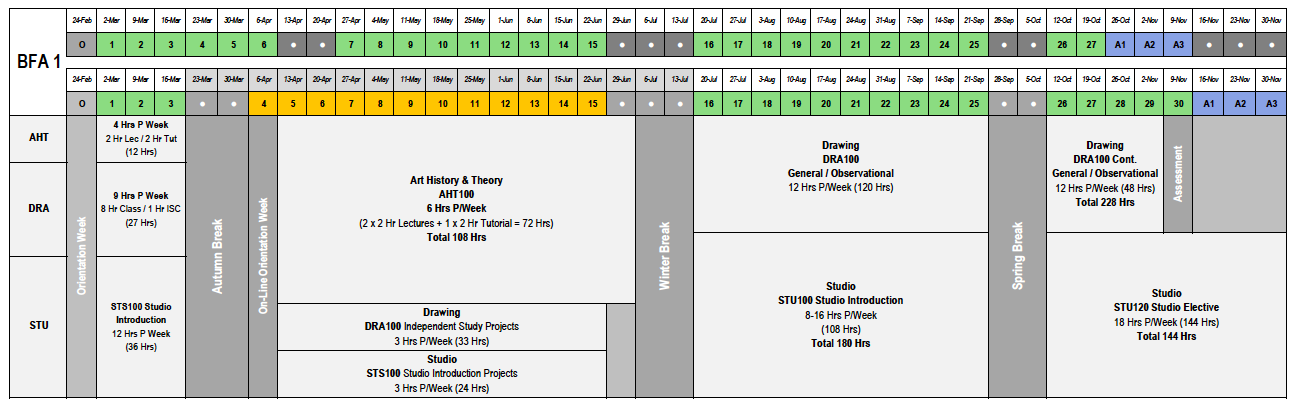 24-Feb 2-Mar 9-Mar 16-Mar 23-Mar 30-Mar 6-Apr 13-Apr 20-Apr 27-Apr 4-May 11-May 18-May 25-May 1-Jun 8-Jun 15-Jun 22-Jun 29-Jun 6-Jul 13-Jul 20-Jul 27-Jul 3-Aug 10-Aug 17-Aug 24-Aug 31-Aug 7-Sep 14-Sep 21-Sep 28-Sep 5-Oct 12-Oct 19-Oct 26-Oct 2-Nov 9-Nov 16-Nov 23-Nov 30-Nov
O 1 2 3 4 5 6 ● ● 7 8 9 10 11 12 13 14 15 ● ● ● 16 17 18 19 20 21 22 23 24 25 ● ● 26 27 A1 A2 A3 ● ● ●
BFA 1
24-Feb 2-Mar 9-Mar 16-Mar 23-Mar 30-Mar 6-Apr 13-Apr 20-Apr 27-Apr 4-May 11-May 18-May 25-May 1-Jun 8-Jun 15-Jun 22-Jun 29-Jun 6-Jul 13-Jul 20-Jul 27-Jul 3-Aug 10-Aug 17-Aug 24-Aug 31-Aug 7-Sep 14-Sep 21-Sep 28-Sep 5-Oct 12-Oct 19-Oct 26-Oct 2-Nov 9-Nov 16-Nov 23-Nov 30-Nov
O 1 2 3 ● ● 4 5 6 7 8 9 10 11 12 13 14 15 ● ● ● 16 17 18 19 20 21 22 23 24 25 ● ● 26 27 28 29 30 A1 A2 A3
AHT
DRA
STU
Orientation Week
4 Hrs P Week
2 Hr Lec / 2 Hr Tut
(12 Hrs)
9 Hrs P Week
8 Hr Class / 1 Hr ISC
(27 Hrs)
STS100 Studio
Introduction
12 Hrs P Week
(36 Hrs)
Autumn Break
On-Line Orientation Week
Art History & Theory
AHT100
6 Hrs P/Week
(2 x 2 Hr Lectures + 1 x 2 Hr Tutorial = 72 Hrs)
Total 108 Hrs
Drawing
DRA100 Independent Study Projects
3 Hrs P/Week (33 Hrs)
Studio
STS100 Studio Introduction Projects
3 Hrs P/Week (24 Hrs)
Winter Break
Drawing
DRA100
General / Observational
12 Hrs P/Week (120 Hrs)
Studio
STU100 Studio Introduction
8-16 Hrs P/Week
(108 Hrs)
Total 180 Hrs
Spring Break
Drawing
DRA100 Cont.
General / Observational
12 Hrs P/Week (48 Hrs)
Total 228 Hrs
Assessment
Studio
STU120 Studio Elective
18 Hrs P/Week (144 Hrs)
Total 144 Hrs